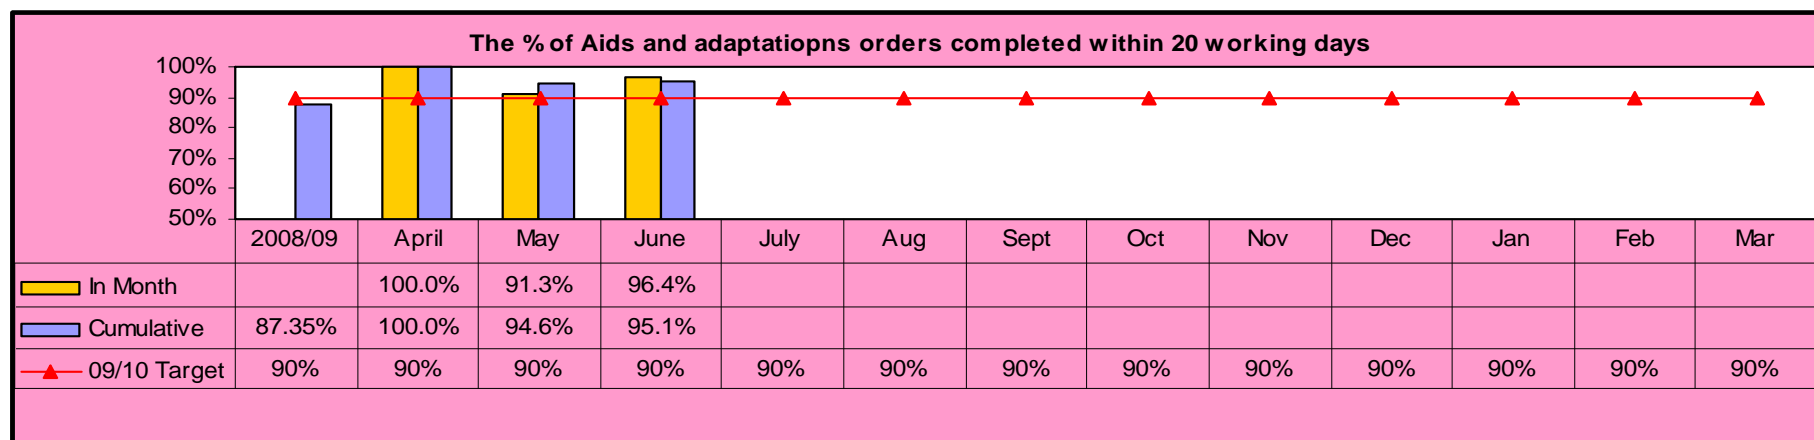 The % of Aids and adaptatiopns orders completed within 20 working days
100%
90%
80%
70%
60%
50%
2008/09 April May June July Aug Sept Oct Nov Dec Jan Feb Mar
In Month 100.0% 91.3% 96.4%
Cumulative 87.35% 100.0% 94.6% 95.1%
09/10 Target 90% 90% 90% 90% 90% 90% 90% 90% 90% 90% 90% 90% 90%